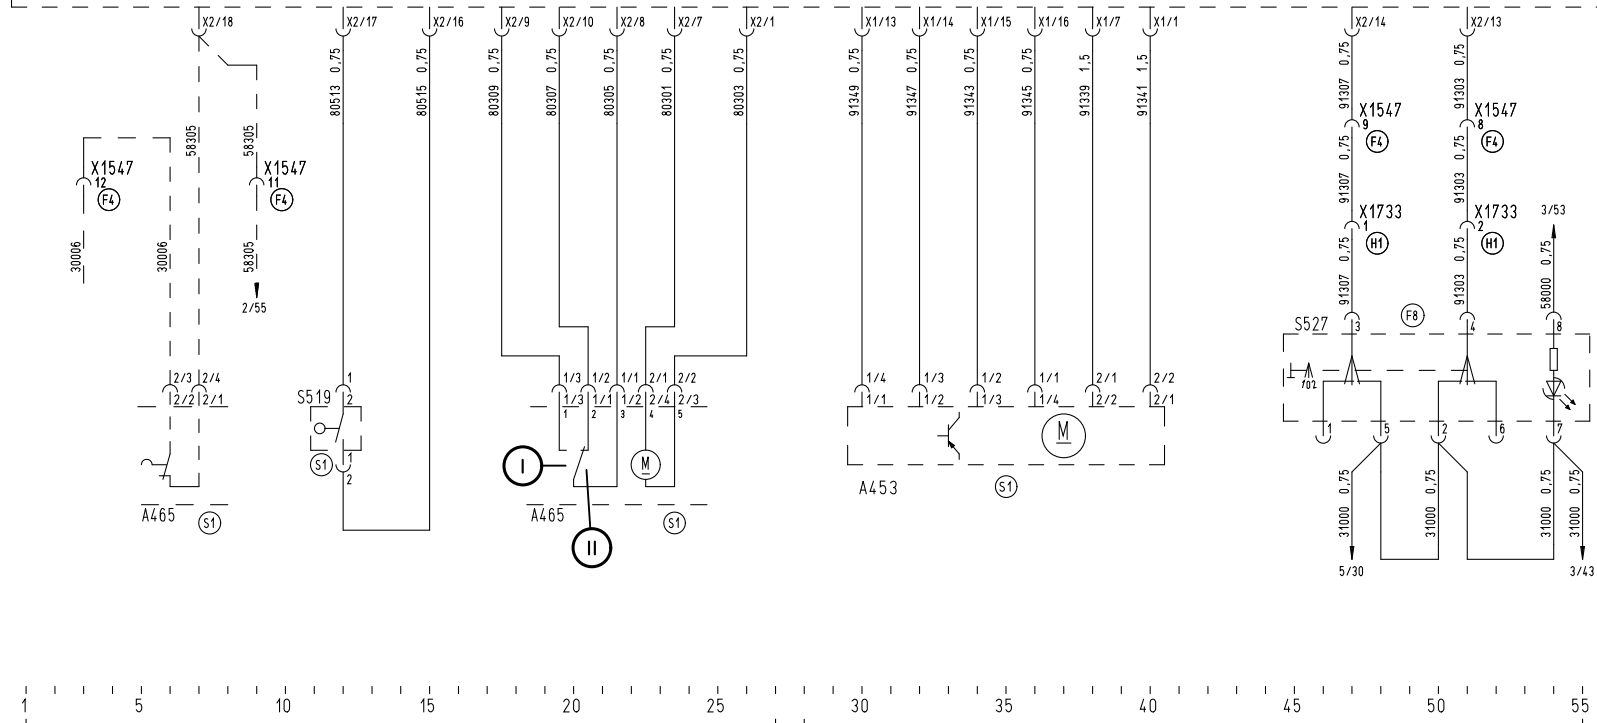 X2/18 X2/17 X2/16 X2/9 X2/10 X2/8 X2/7 X2/1 X1/13 X1/14 X1/15 X1/16 X1/7 X1/1 X2/14 X2/13
80513 0,75
80515 0,75
80309 0,75
80307 0,75
80305 0,75
80301 0,75
80303 0,75
91349 0,75
91347 0,75
91343 0,75
91345 0,75
91339 1,5
91341 1,5
91307 0,75
91303 0,75
X1547
9
F4
X1547
8
F4
58305
58305
X1547
12
F4
X1547
11
F4
91307 0,75
91303 0,75
X1733
1
H1
X1733
2
H1
3/53
30006
30006
58305
2/55
91307 0,75
91303 0,75
58000 0,75
S527
F8
3 4 8
2/3 2/4
2/2 2/1
1
S519
2
1/3 1/2 1/1 2/1 2/2
1/3 1/1 1/2 2/4 2/3
1 2 3 4 5
1/4 1/3 1/2 1/1 2/1 2/2
1/1 1/2 1/3 1/4 2/2 2/1
M
1 5 2 6 7
S1
1
2
I
M
A453
S1
A465
S1
A465
S1
II
31000 0,75
31000 0,75
31000 0,75
31000 0,75
5/30
3/43
1 5 10 15 20 25 30 35 40 45 50 55